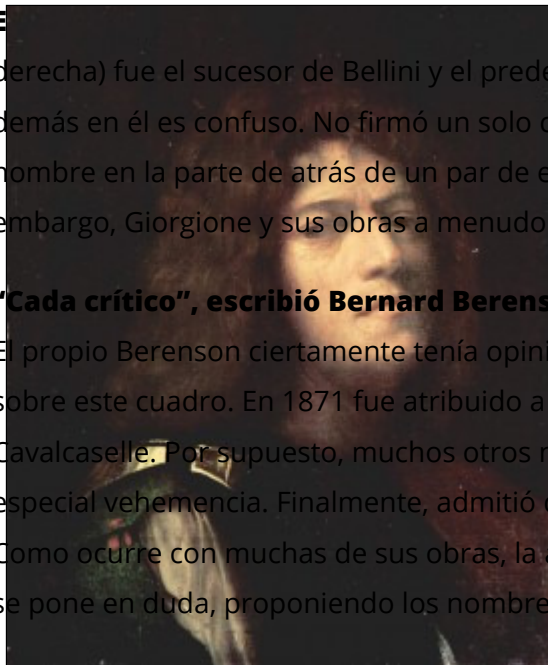 E
derecha) fue el sucesor de Bellini y el prede
demás en él es confuso. No firmó un solo
nombre en la parte de atrás de un par de e
embargo, Giorgione y sus obras a menudo
“Cada crítico”, escribió Bernard Berens
El propio Berenson ciertamente tenía opini
sobre este cuadro. En 1871 fue atribuido a
Cavalcaselle. Por supuesto, muchos otros
especial vehemencia. Finalmente, admitió
Como ocurre con muchas de sus obras, la
se pone en duda, proponiendo los nombre